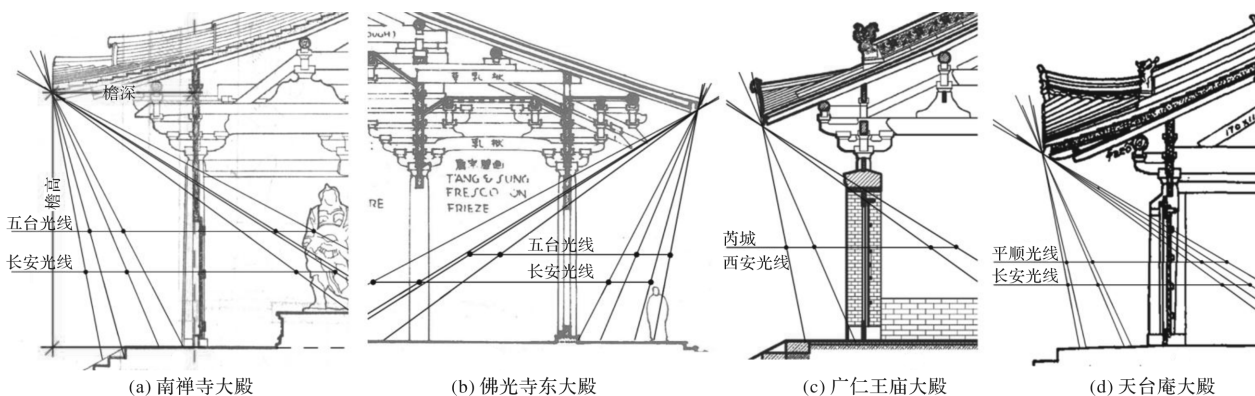 檐深
檐高
五台光线
长安光线
(a) 南禅寺大殿
乳栿
TANG & SUNG
FRESCO ON
FRIEZE
五台光线
长安光线
(b) 佛光寺东大殿
芮城
西安光线
(c) 广仁王庙大殿
平顺光线
长安光线
(d) 天台庵大殿